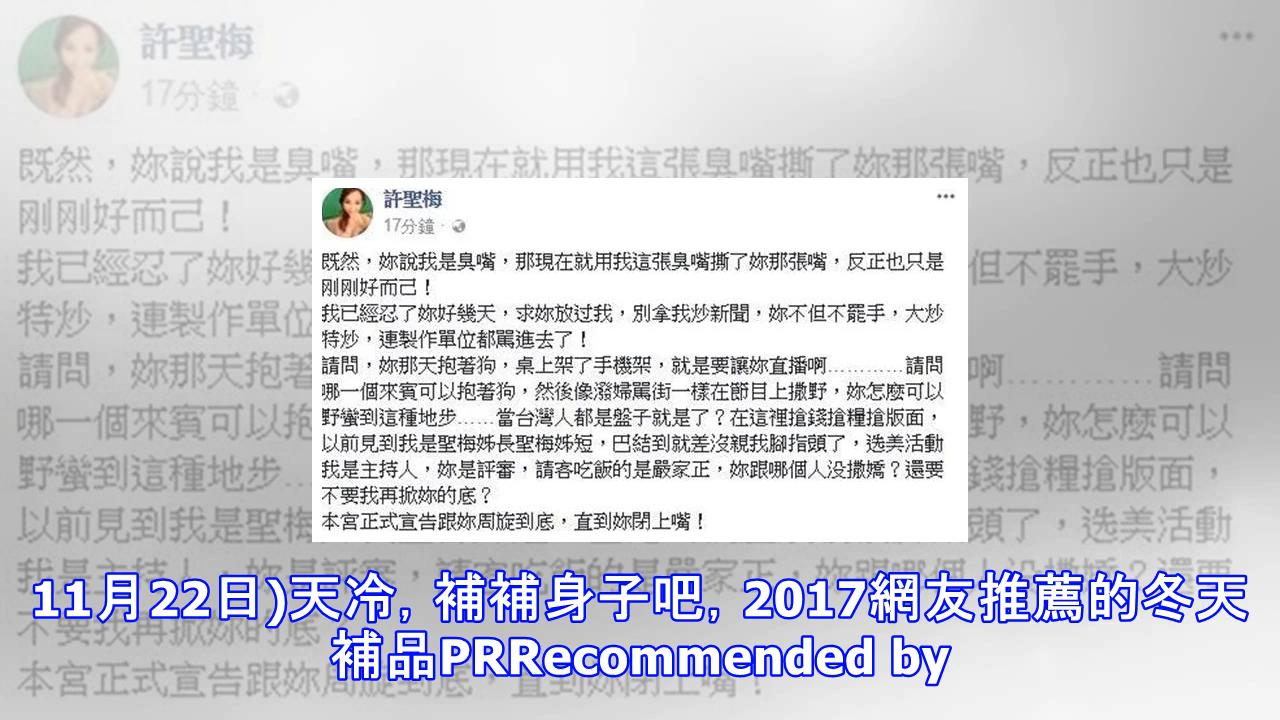 許聖梅
17分鐘 ·
既然，妳說我是臭嘴，那現在就用我這張臭嘴撕了妳那張嘴，反正也只是
剛剛好而己！
我已經忍了妳好幾天，求妳放过我，別拿我炒新聞，妳不但不罷手，大炒
特炒，連製作單位都罵進去了！
請問，妳那天抱著狗，桌上架了手機架，就是要讓妳直播啊…………請問
哪一個來賓可以抱著狗，然後像潑婦罵街一樣在節目上撒野，妳怎麼可以
野蠻到這種地步……當台灣人都是盤子就是了？在這裡搶錢搶糧搶版面，
以前見到我是聖梅姊長聖梅姊短，巴結到就差沒親我腳指頭了，选美活動
我是主持人，妳是評審，請客吃飯的是嚴家正，妳跟哪個人没撒嬌？還要
不要我再掀妳的底？
本宮正式宣告跟妳周旋到底，直到妳閉上嘴！
11月22日)天冷, 補補身子吧, 2017網友推薦的冬天
補品PRRecommended by